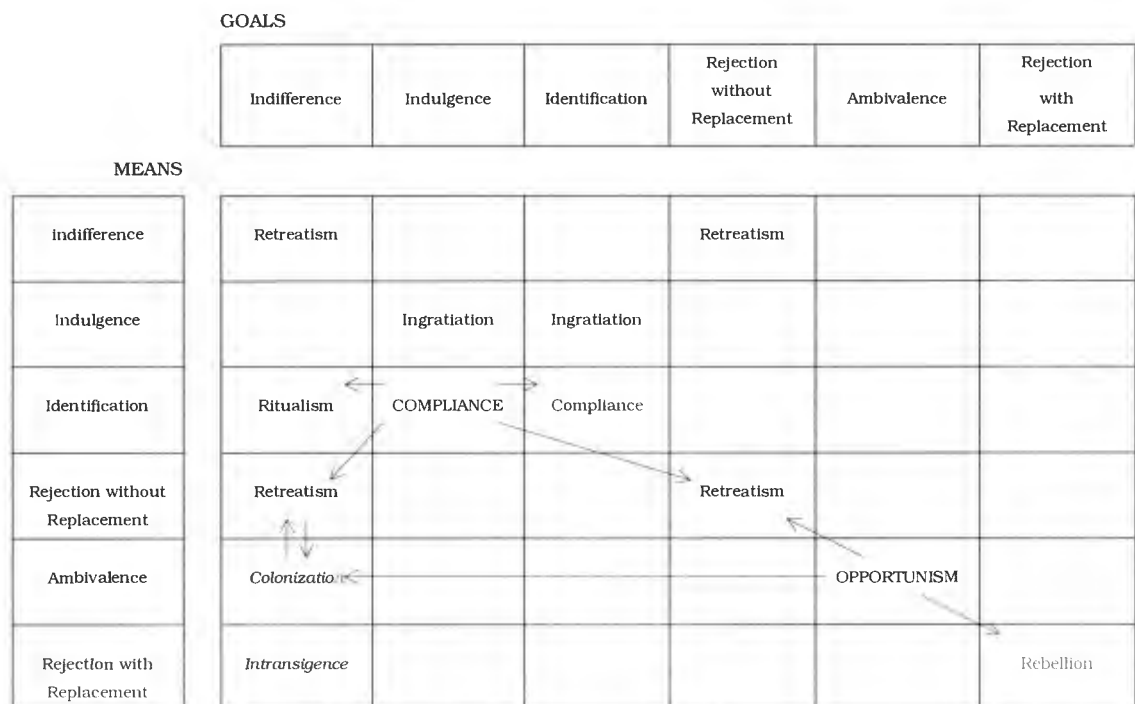 GOALS
Indifference Indulgence Identification Rejection without Replacement Ambivalence Rejection with Replacement
MEANS
indifference Retreatism Retreatism
Indulgence Ingratiation Ingratiation
Identification Ritualism COMPLIANCE Compliance
Rejection without Replacement Retreatism Retreatism
Ambivalence Colonization OPPORTUNISM
Rejection with Replacement Intransigence Rebellion